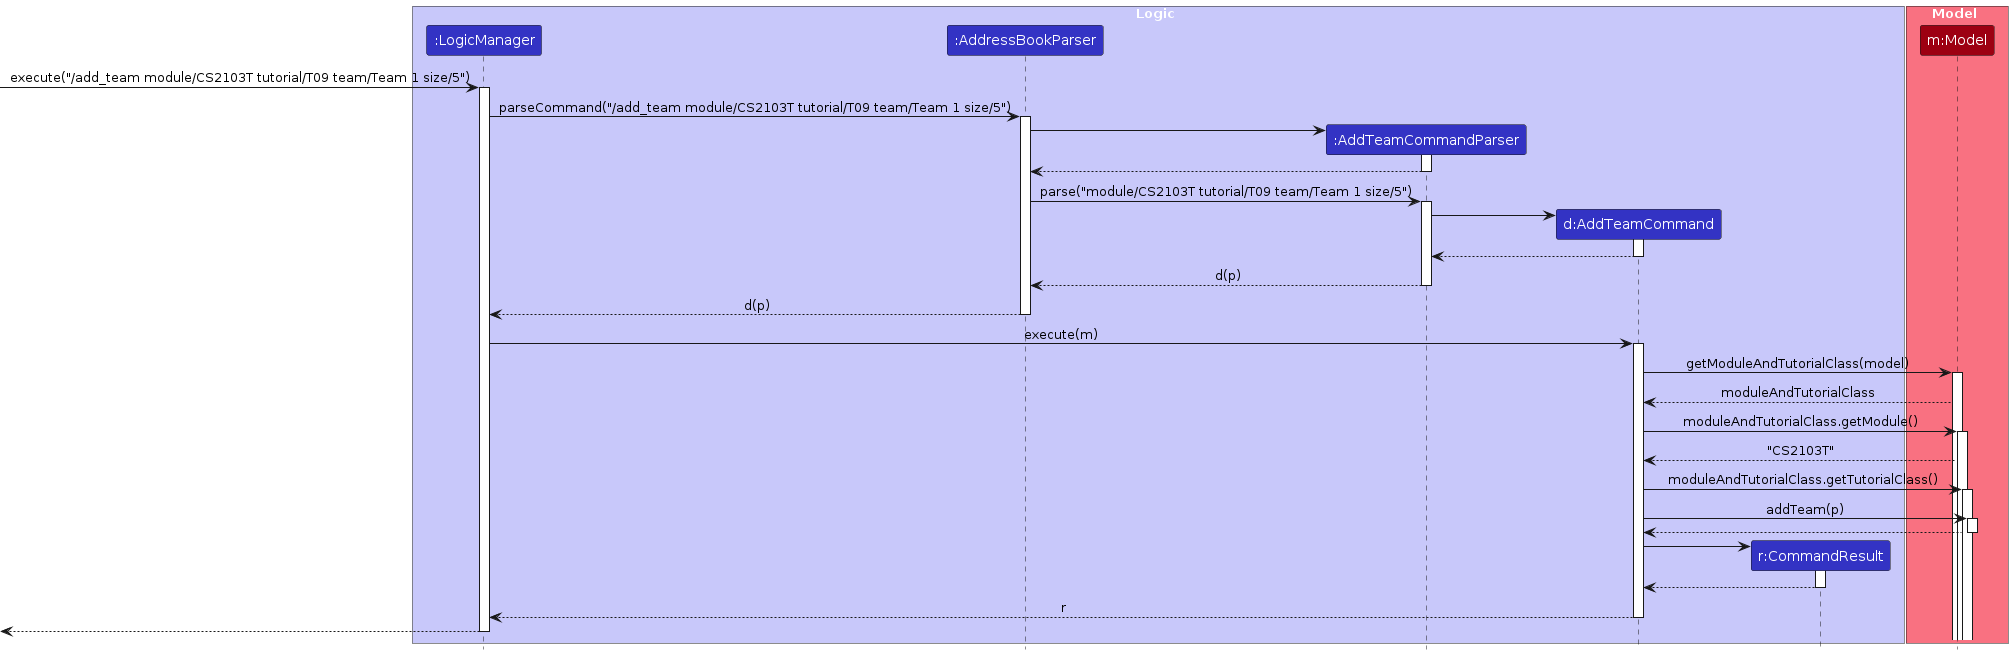 Logic
Model
:LogicManager
:AddressBookParser
m:Model
execute("/add_team module/CS2103T tutorial/T09 team/Team 1 size/5")
parseCommand("/add_team module/CS2103T tutorial/T09 team/Team 1 size/5")
:AddTeamCommandParser
parse("module/CS2103T tutorial/T09 team/Team 1 size/5")
d:AddTeamCommand
d(p)
d(p)
execute(m)
getModuleAndTutorialClass(model)
moduleAndTutorialClass
moduleAndTutorialClass.getModule()
"CS2103T"
moduleAndTutorialClass.getTutorialClass()
addTeam(p)
r:CommandResult
r